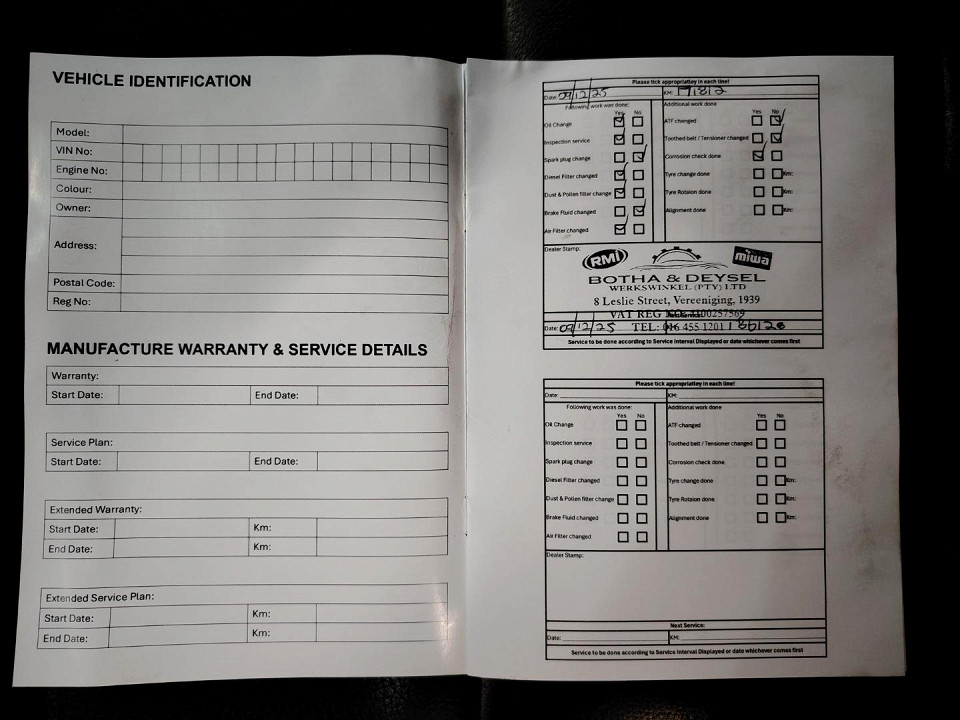 VEHICLE IDENTIFICATION
Model:
VIN No:
Engine No:
Colour:
Owner:
Address:
Postal Code:
Reg No:
MANUFACTURE WARRANTY & SERVICE DETAILS
Warranty:
Start Date: End Date:
Service Plan:
Start Date: End Date:
Extended Warranty:
Start Date: Km:
End Date: Km:
Extended Service Plan:
Start Date: Km:
End Date: Km:
Please tick appropriatley in each line!
Date: 09/12/25 KM: 171812
Following work was done: Additional work done
Yes No Yes No
Oil Change ATF changed
Inspection service Toothed belt / Tensioner changed
Spark plug change Corrosion check done
Diesel Filter changed Tyre change done Km:
Dust & Pollen filter change Tyre Rotaion done Km:
Brake Fluid changed Alignment done Km:
Air Filter changed
Dealer Stamp:
RMI miwa
BOTHA & DEYSEL
WERKSWINKEL (PTY) LTD
8 Leslie Street, Vereeniging, 1939
VAT REG NO: 4100257569
Date: 09/12/25 TEL: 016 455 1201 186128
Service to be done according to Service Interval Displayed or date whichever comes first
Please tick appropriatley in each line!
Date: KM:
Following work was done: Additional work done
Yes No Yes No
Oil Change ATF changed
Inspection service Toothed belt / Tensioner changed
Spark plug change Corrosion check done
Diesel Filter changed Tyre change done Km:
Dust & Pollen filter change Tyre Rotaion done Km:
Brake Fluid changed Alignment done Km:
Air Filter changed
Dealer Stamp:
Next Service:
Date: KM:
Service to be done according to Service Interval Displayed or date whichever comes first